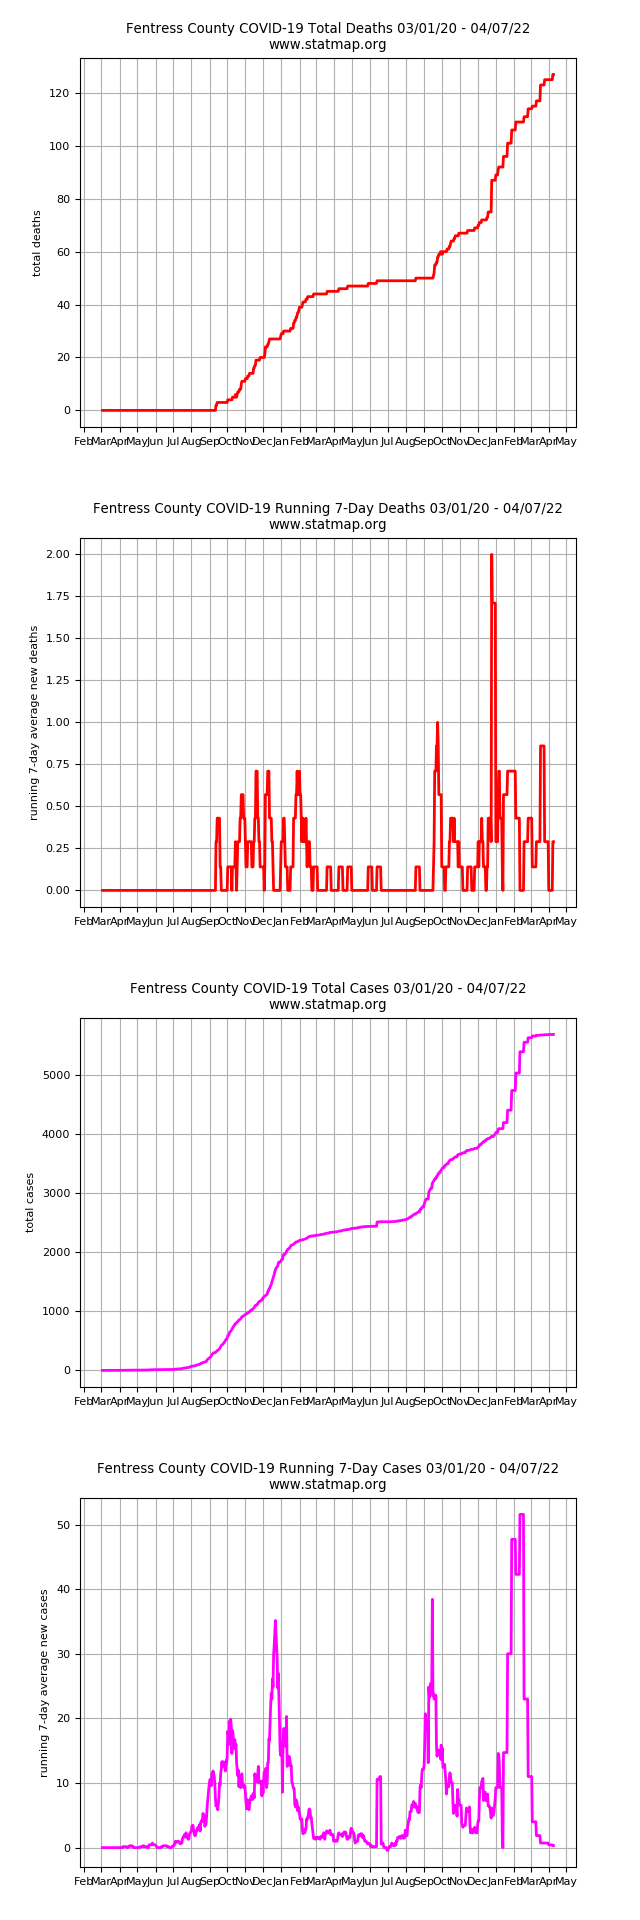 Fentress County COVID-19 Total Deaths 03/01/20 - 04/07/22
www.statmap.org
120
100
80
60
40
20
0
total deaths
Feb Mar Apr May Jun Jul Aug Sep Oct Nov Dec Jan Feb Mar Apr May Jun Jul Aug Sep Oct Nov Dec Jan Feb Mar Apr May
Fentress County COVID-19 Running 7-Day Deaths 03/01/20 - 04/07/22
www.statmap.org
2.00
1.75
1.50
1.25
1.00
0.75
0.50
0.25
0.00
running 7-day average new deaths
Feb Mar Apr May Jun Jul Aug Sep Oct Nov Dec Jan Feb Mar Apr May Jun Jul Aug Sep Oct Nov Dec Jan Feb Mar Apr May
Fentress County COVID-19 Total Cases 03/01/20 - 04/07/22
www.statmap.org
5000
4000
3000
2000
1000
0
total cases
Feb Mar Apr May Jun Jul Aug Sep Oct Nov Dec Jan Feb Mar Apr May Jun Jul Aug Sep Oct Nov Dec Jan Feb Mar Apr May
Fentress County COVID-19 Running 7-Day Cases 03/01/20 - 04/07/22
www.statmap.org
50
40
30
20
10
0
running 7-day average new cases
Feb Mar Apr May Jun Jul Aug Sep Oct Nov Dec Jan Feb Mar Apr May Jun Jul Aug Sep Oct Nov Dec Jan Feb Mar Apr May